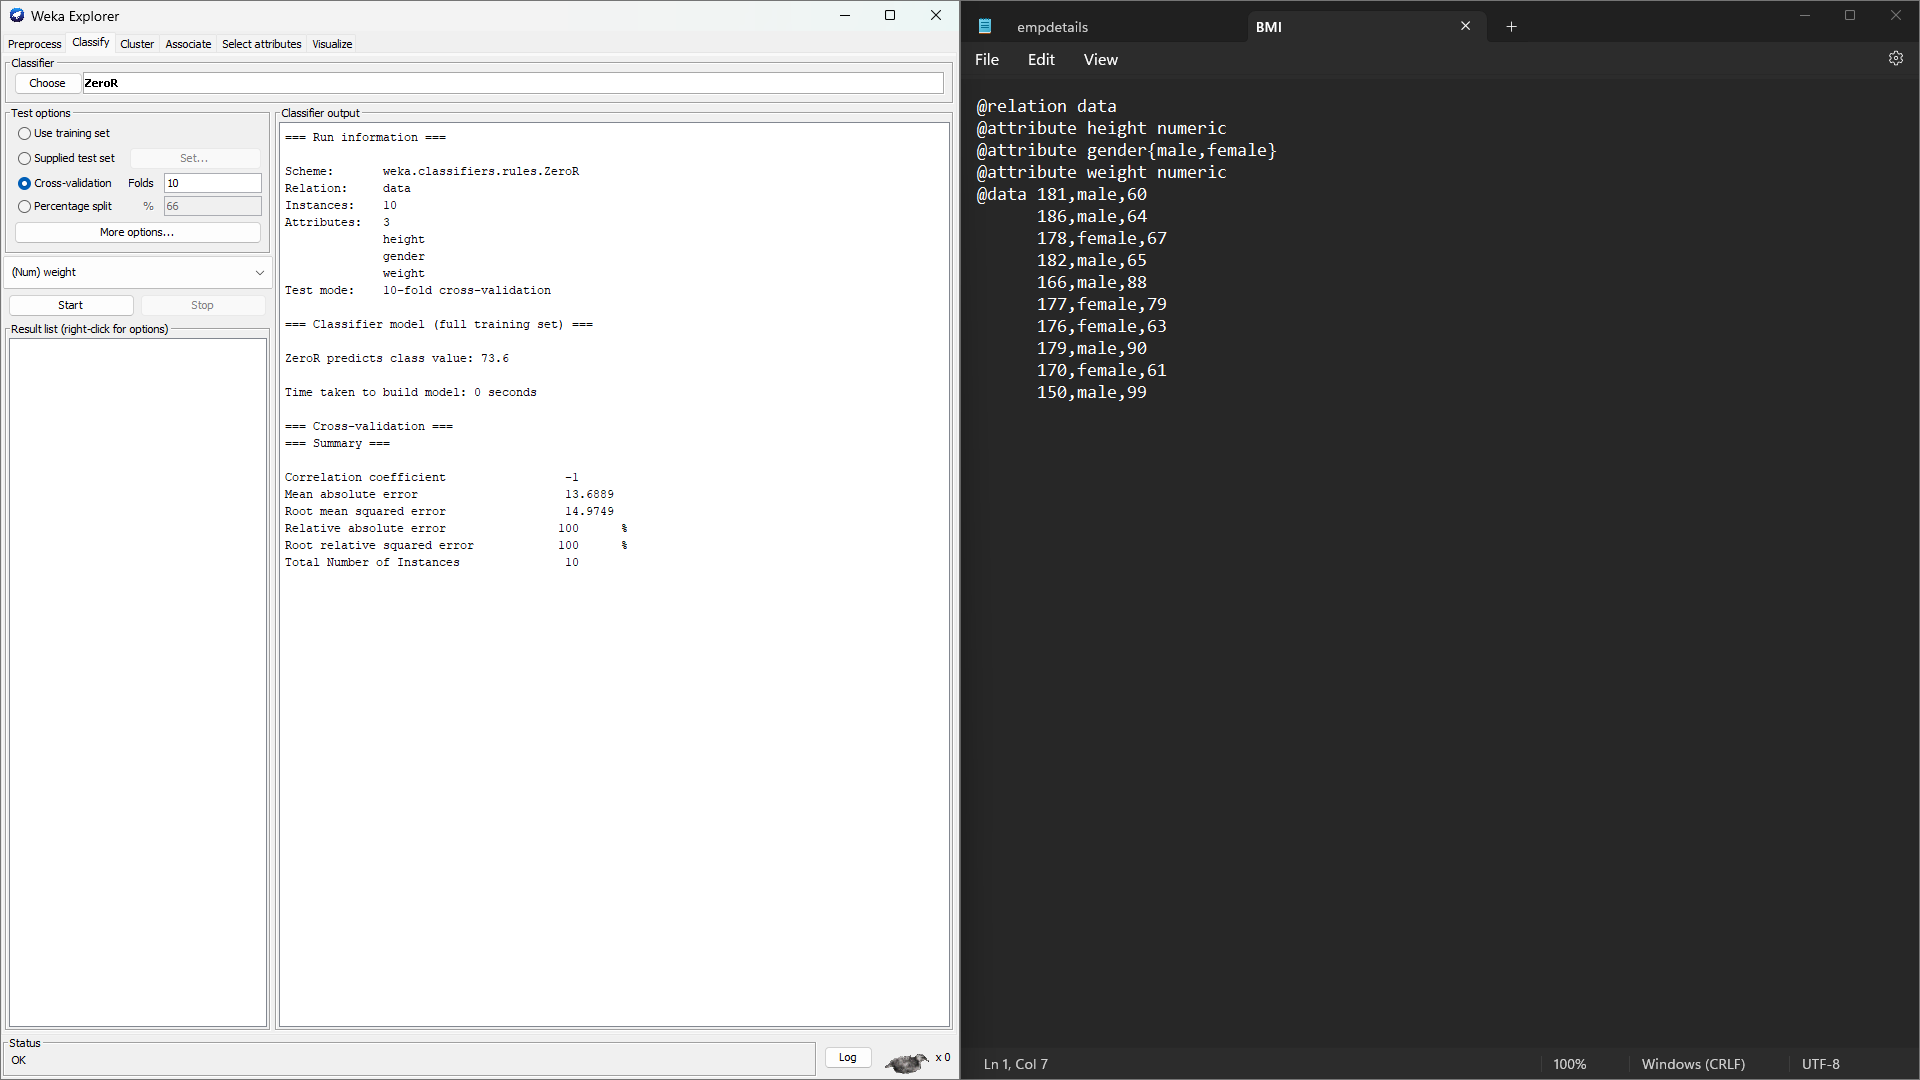 Weka Explorer
Preprocess Classify Cluster Associate Select attributes Visualize
Classifier
Choose ZeroR
Test options
Use training set
Supplied test set Set...
Cross-validation Folds 10
Percentage split % 66
More options...
(Num) weight
Start Stop
Result list (right-click for options)
Classifier output
=== Run information ===
Scheme: weka.classifiers.rules.ZeroR
Relation: data
Instances: 10
Attributes: 3
height
gender
weight
Test mode: 10-fold cross-validation
=== Classifier model (full training set) ===
ZeroR predicts class value: 73.6
Time taken to build model: 0 seconds
=== Cross-validation ===
=== Summary ===
Correlation coefficient -1
Mean absolute error 13.6889
Root mean squared error 14.9749
Relative absolute error 100 %
Root relative squared error 100 %
Total Number of Instances 10
Status
OK
Log x 0
empdetails BMI
File Edit View
@relation data
@attribute height numeric
@attribute gender{male,female}
@attribute weight numeric
@data 181,male,60
186,male,64
178,female,67
182,male,65
166,male,88
177,female,79
176,female,63
179,male,90
170,female,61
150,male,99
Ln 1, Col 7 100% Windows (CRLF) UTF-8